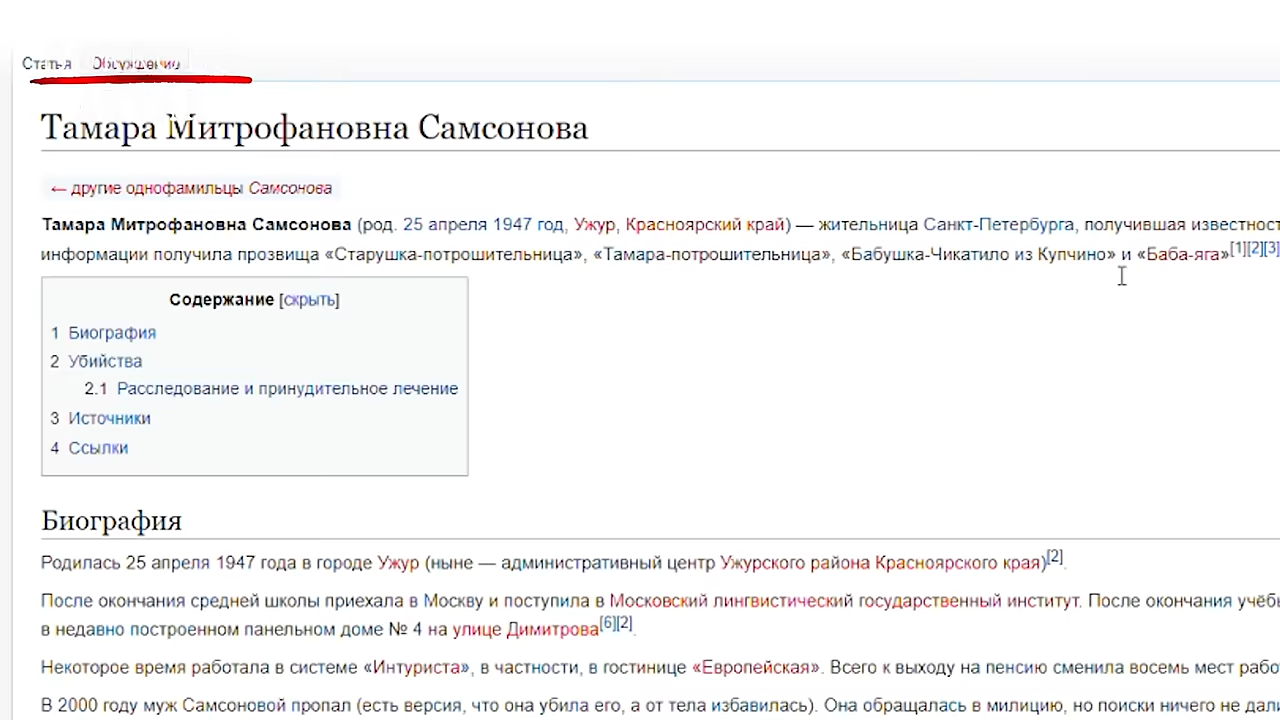 Статья Обсуждение
Тамара Митрофановна Самсонова
← другие однофамильцы Самсонова
Тамара Митрофановна Самсонова (род. 25 апреля 1947 год, Ужур, Красноярский край) — жительница Санкт-Петербурга, получившая известност
информации получила прозвища «Старушка-потрошительница», «Тамара-потрошительница», «Бабушка-Чикатило из Купчино» и «Баба-яга»[1][2][3]
Содержание [скрыть]
1 Биография
2 Убийства
2.1 Расследование и принудительное лечение
3 Источники
4 Ссылки
Биография
Родилась 25 апреля 1947 года в городе Ужур (ныне — административный центр Ужурского района Красноярского края)[2].
После окончания средней школы приехала в Москву и поступила в Московский лингвистический государственный институт. После окончания учёб
в недавно построенном панельном доме № 4 на улице Димитрова[6][2].
Некоторое время работала в системе «Интуриста», в частности, в гостинице «Европейская». Всего к выходу на пенсию сменила восемь мест рабо
В 2000 году муж Самсоновой пропал (есть версия, что она убила его, а от тела избавилась). Она обращалась в милицию, но поиски ничего не дали